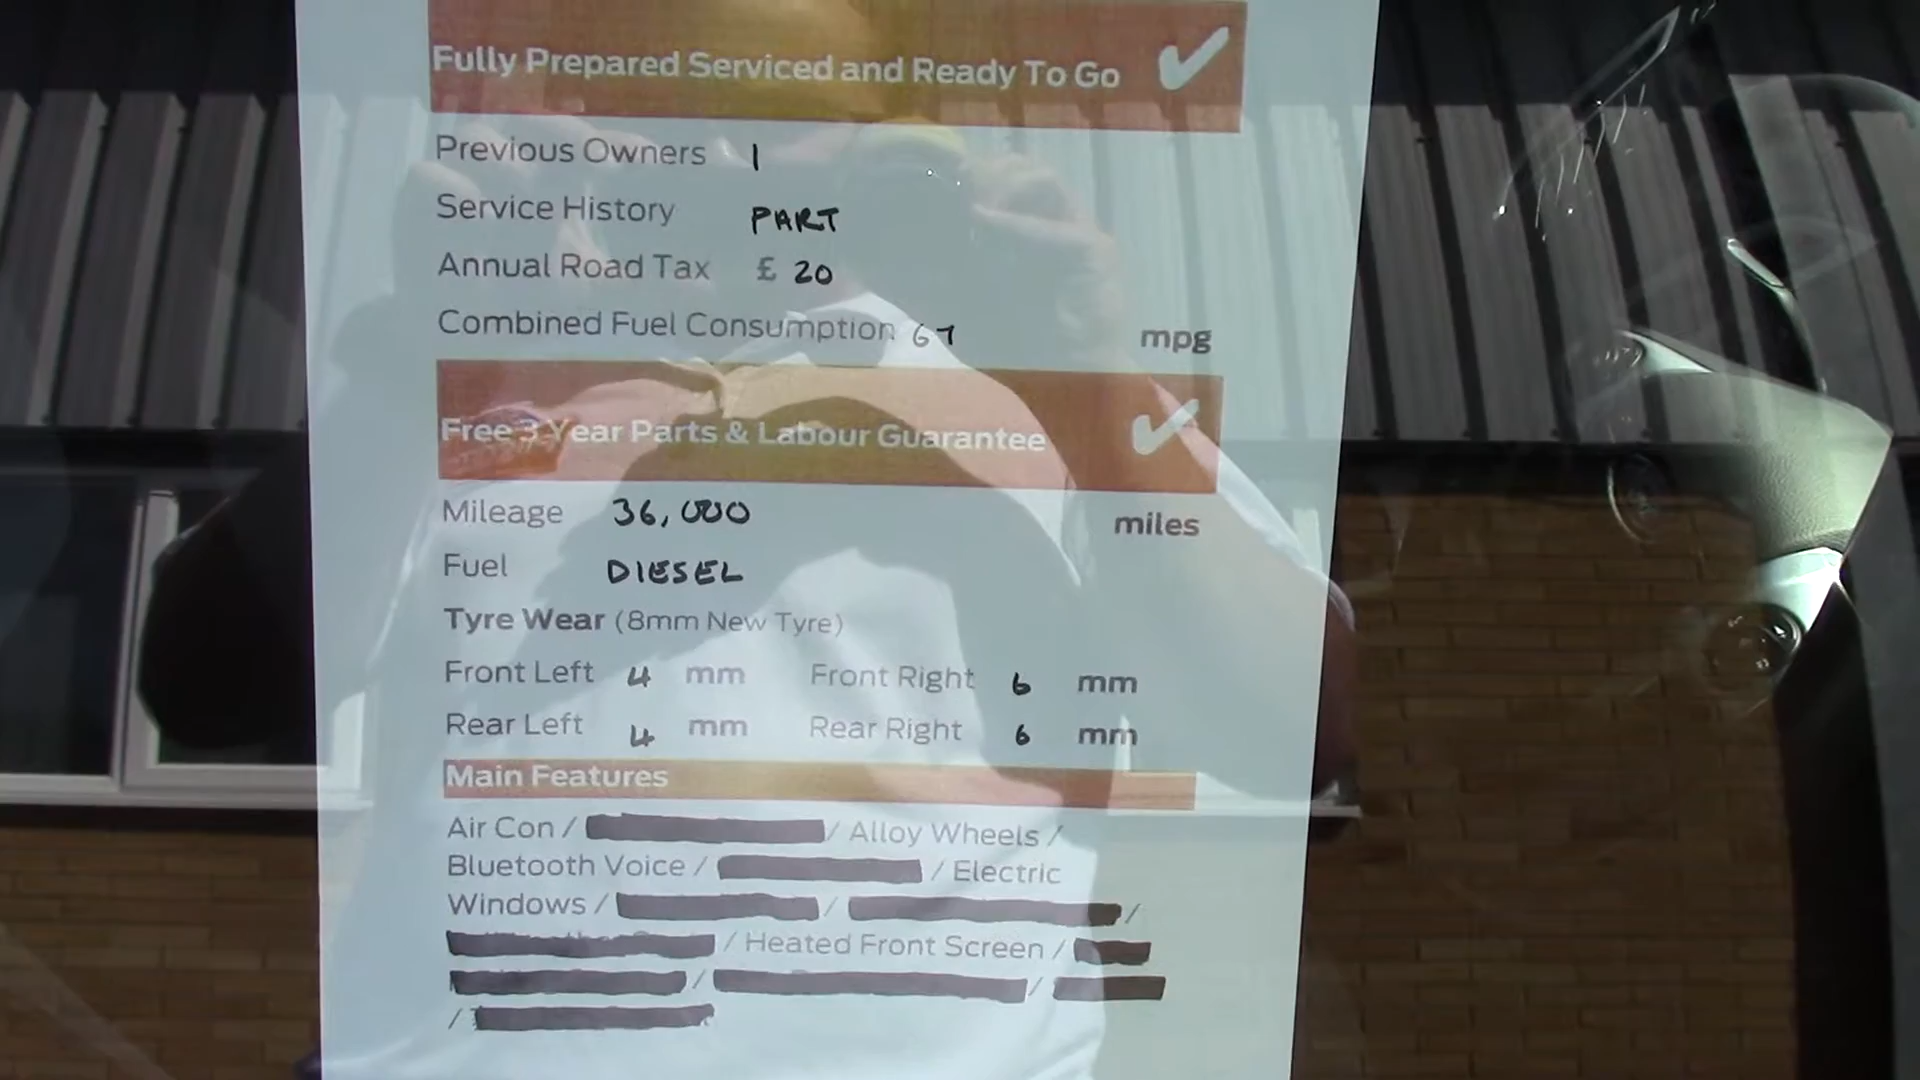 Fully Prepared Serviced and Ready To Go
Previous Owners 1
Service History PART
Annual Road Tax £ 20
Combined Fuel Consumption 67 mpg
Free 3 Year Parts & Labour Guarantee
Mileage 36,000 miles
Fuel DIESEL
Tyre Wear (8mm New Tyre)
Front Left 4 mm Front Right 6 mm
Rear Left 4 mm Rear Right 6 mm
Main Features
Air Con / / Alloy Wheels /
Bluetooth Voice / / Electric
Windows / / /
/ Heated Front Screen /
/ /
/